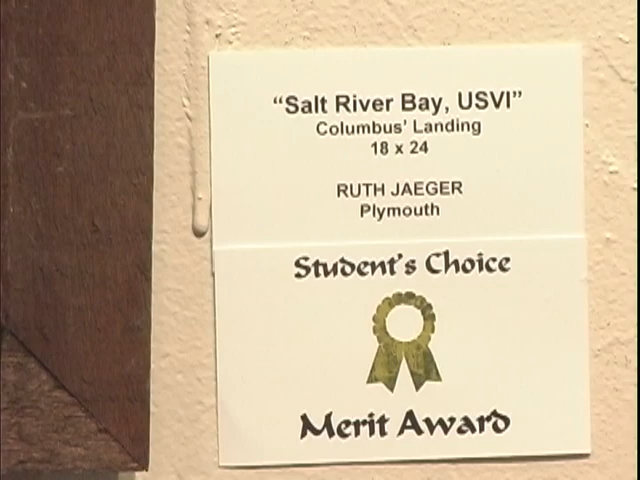 “Salt River Bay, USVI”
Columbus’ Landing
18 x 24
RUTH JAEGER
Plymouth
Student’s Choice
Merit Award